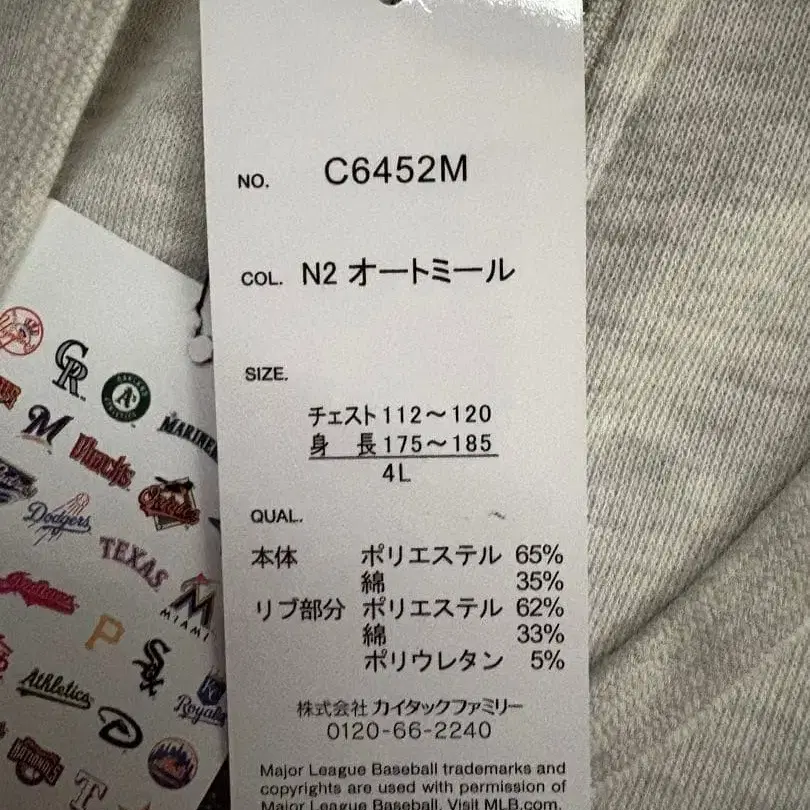 NO. C6452M
COL. N2 オートミール
SIZE.
チェスト112～120
身 長175～185
4L
QUAL.
本体 ポリエステル 65%
綿 35%
リブ部分 ポリエステル 62%
綿 33%
ポリウレタン 5%
株式会社 カイタックファミリー
0120-66-2240
Major League Baseball trademarks and
copyrights are used with permission of
Major League Baseball. Visit MLB.com.
CR
A's
MARINERS
M
Orioles
Dodgers
TEXAS
Indians
M
MIAMI
P
Sox
Athletics
Royals
D
NATIONALS
T